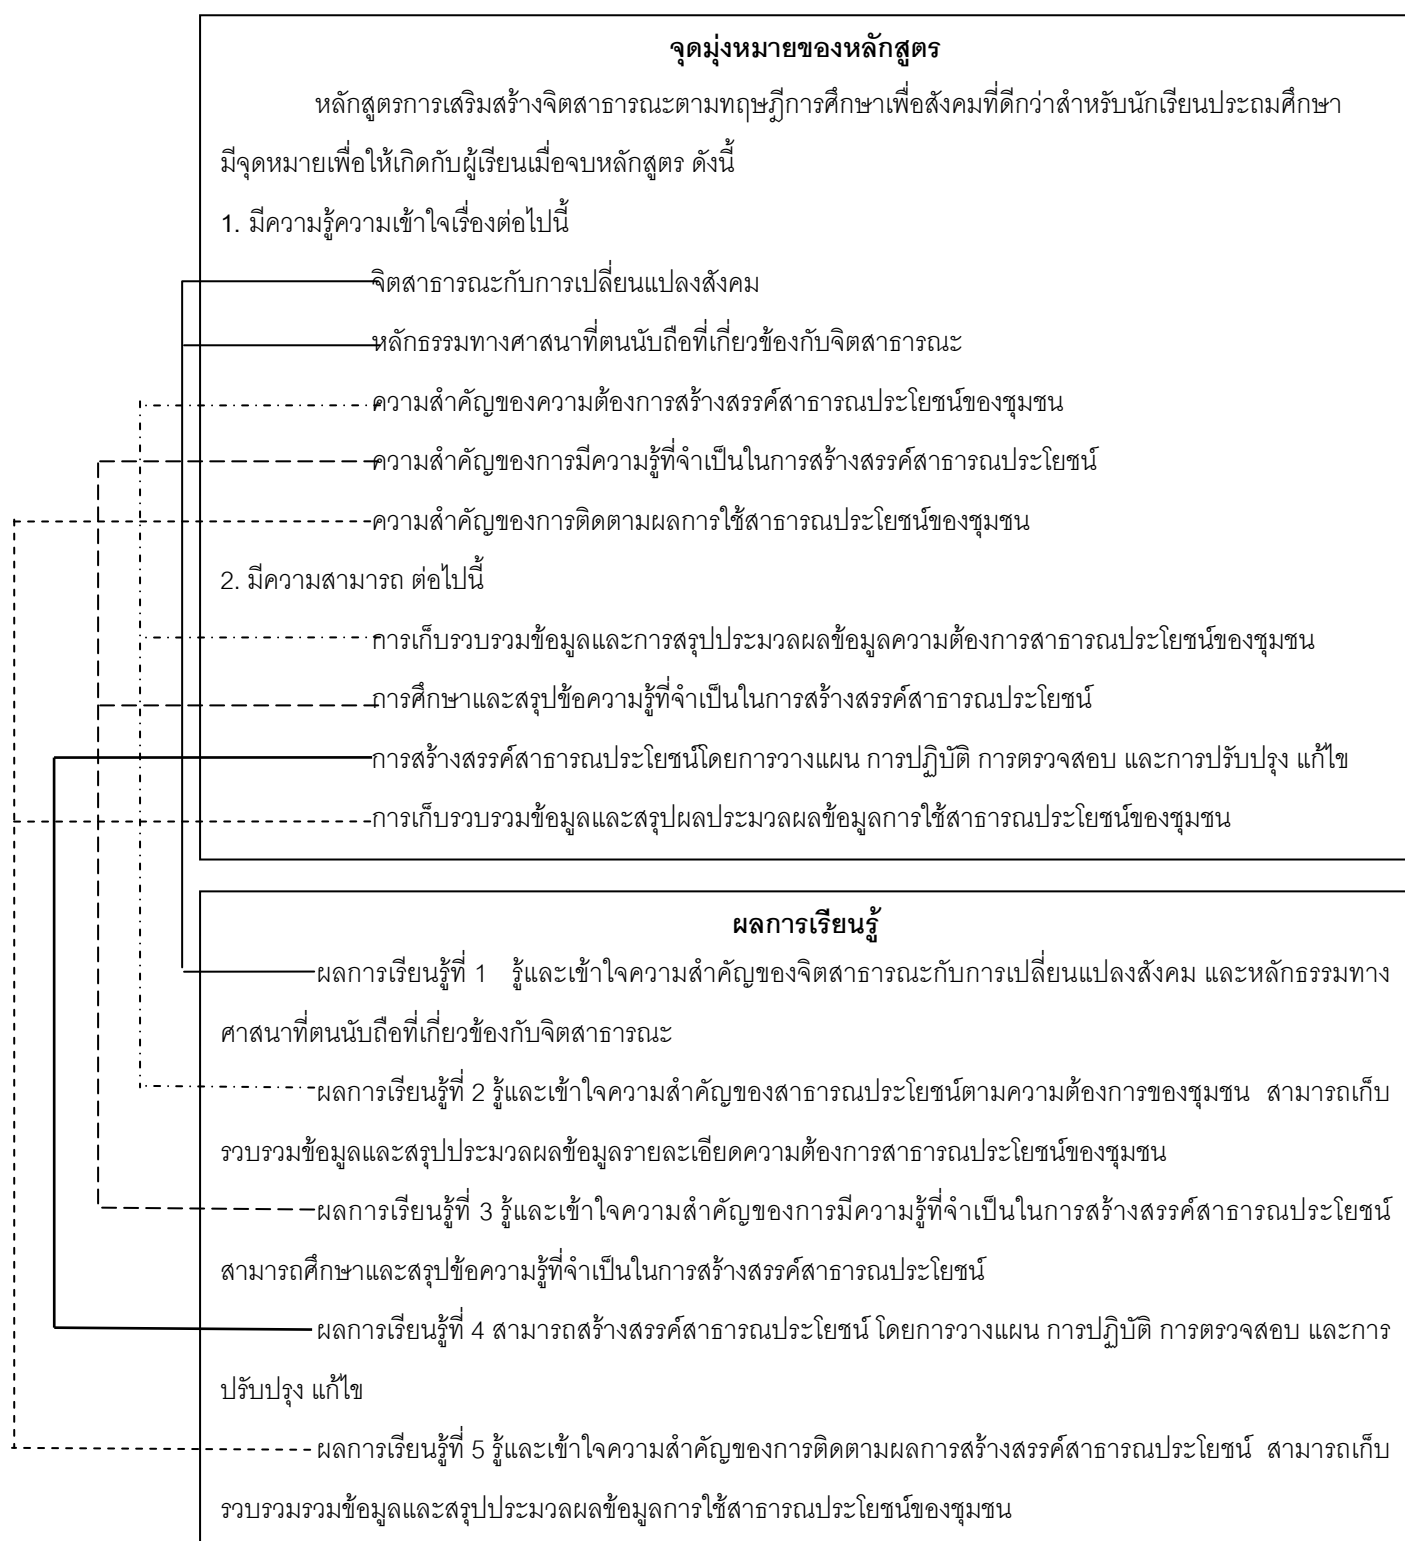 จุดมุ่งหมายของหลักสูตร
หลักสูตรการเสริมสร้างจิตสาธารณะตามทฤษฎีการศึกษาเพื่อสังคมที่ดีกว่าสำหรับนักเรียนประถมศึกษา
มีจุดหมายเพื่อให้เกิดกับผู้เรียนเมื่อจบหลักสูตร ดังนี้
1. มีความรู้ความเข้าใจเรื่องต่อไปนี้
จิตสาธารณะกับการเปลี่ยนแปลงสังคม
หลักธรรมทางศาสนาที่ตนนับถือที่เกี่ยวข้องกับจิตสาธารณะ
ความสำคัญของความต้องการสร้างสรรค์สาธารณประโยชน์ของชุมชน
ความสำคัญของการมีความรู้ที่จำเป็นในการสร้างสรรค์สาธารณประโยชน์
ความสำคัญของการติดตามผลการใช้สาธารณประโยชน์ของชุมชน
2. มีความสามารถ ต่อไปนี้
การเก็บรวบรวมข้อมูลและการสรุปประมวลผลข้อมูลความต้องการสาธารณประโยชน์ของชุมชน
การศึกษาและสรุปข้อความรู้ที่จำเป็นในการสร้างสรรค์สาธารณประโยชน์
การสร้างสรรค์สาธารณประโยชน์โดยการวางแผน การปฏิบัติ การตรวจสอบ และการปรับปรุง แก้ไข
การเก็บรวบรวมข้อมูลและสรุปผลประมวลผลข้อมูลการใช้สาธารณประโยชน์ของชุมชน
ผลการเรียนรู้
ผลการเรียนรู้ที่ 1 รู้และเข้าใจความสำคัญของจิตสาธารณะกับการเปลี่ยนแปลงสังคม และหลักธรรมทาง
ศาสนาที่ตนนับถือที่เกี่ยวข้องกับจิตสาธารณะ
ผลการเรียนรู้ที่ 2 รู้และเข้าใจความสำคัญของสาธารณประโยชน์ตามความต้องการของชุมชน สามารถเก็บ
รวบรวมข้อมูลและสรุปประมวลผลข้อมูลรายละเอียดความต้องการสาธารณประโยชน์ของชุมชน
ผลการเรียนรู้ที่ 3 รู้และเข้าใจความสำคัญของการมีความรู้ที่จำเป็นในการสร้างสรรค์สาธารณประโยชน์
สามารถศึกษาและสรุปข้อความรู้ที่จำเป็นในการสร้างสรรค์สาธารณประโยชน์
ผลการเรียนรู้ที่ 4 สามารถสร้างสรรค์สาธารณประโยชน์ โดยการวางแผน การปฏิบัติ การตรวจสอบ และการ
ปรับปรุง แก้ไข
ผลการเรียนรู้ที่ 5 รู้และเข้าใจความสำคัญของการติดตามผลการสร้างสรรค์สาธารณประโยชน์ สามารถเก็บ
รวบรวมรวมข้อมูลและสรุปประมวลผลข้อมูลการใช้สาธารณประโยชน์ของชุมชน